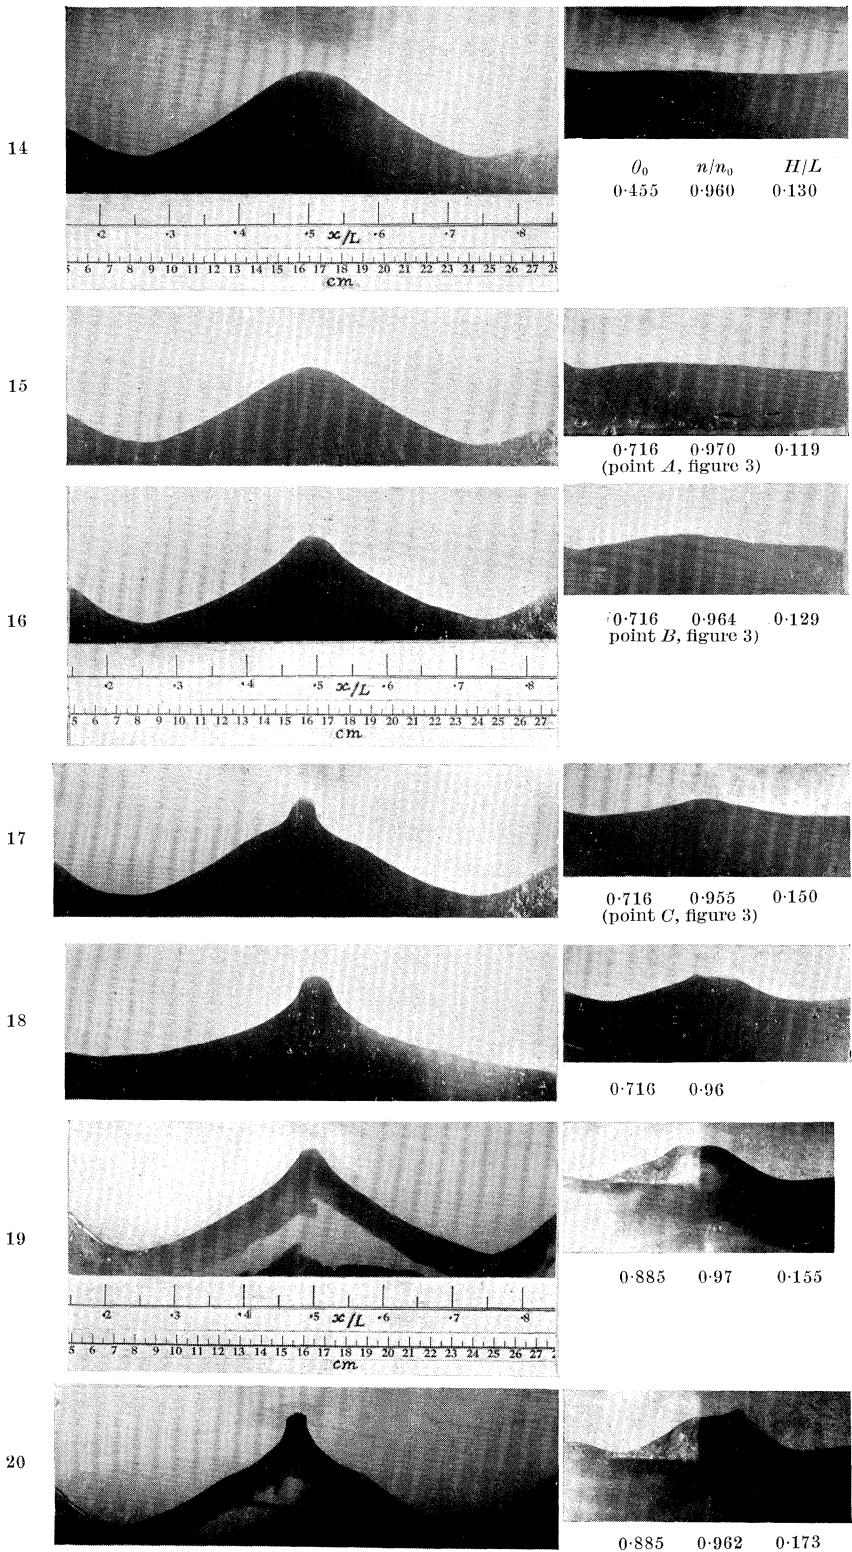 14
θ₀ n/n₀ H/L
0·455 0·960 0·130
·2 ·3 ·4 ·5 x/L ·6 ·7 ·8
5 6 7 8 9 10 11 12 13 14 15 16 17 18 19 20 21 22 23 24 25 26 27 28
cm
15
0·716 0·970 0·119
(point A, figure 3)
16
0·716 0·964 0·129
point B, figure 3)
·2 ·3 ·4 ·5 x/L ·6 ·7 ·8
5 6 7 8 9 10 11 12 13 14 15 16 17 18 19 20 21 22 23 24 25 26 27
cm
17
0·716 0·955 0·150
(point C, figure 3)
18
0·716 0·96
19
0·885 0·97 0·155
·2 ·3 ·4 ·5 x/L ·6 ·7 ·8
5 6 7 8 9 10 11 12 13 14 15 16 17 18 19 20 21 22 23 24 25 26 27
cm
20
0·885 0·962 0·173